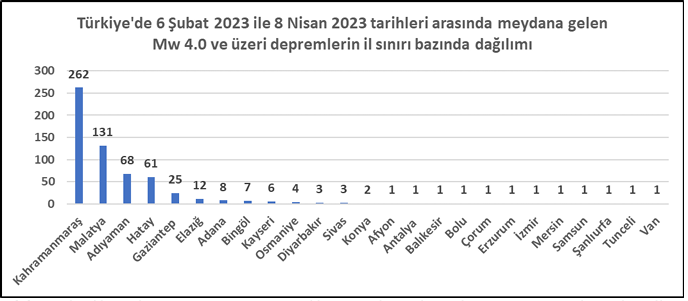 Türkiye'de 6 Şubat 2023 ile 8 Nisan 2023 tarihleri arasında meydana gelen
Mw 4.0 ve üzeri depremlerin il sınırı bazında dağılımı
300
250
200
150
100
50
0
262
131
68
61
25
12
8
7
6
4
3
3
2
1
1
1
1
1
1
1
1
1
1
1
1
Kahramanmaraş
Malatya
Adıyaman
Hatay
Gaziantep
Elazığ
Adana
Bingöl
Kayseri
Osmaniye
Diyarbakır
Sivas
Konya
Afyon
Antalya
Balıkesir
Bolu
Çorum
Erzurum
İzmir
Mersin
Samsun
Şanlıurfa
Tunceli
Van